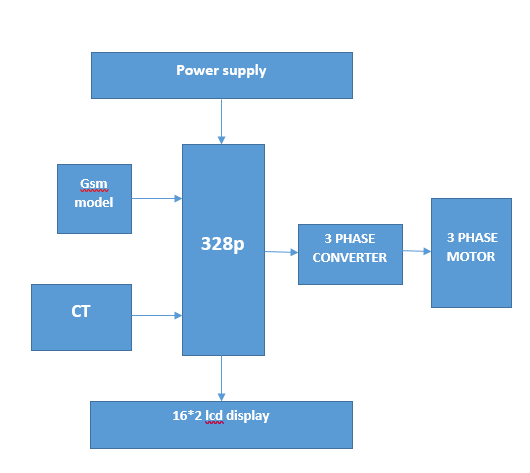 Power supply
Gsm
model
328p
3 PHASE
CONVERTER
3 PHASE
MOTOR
CT
16*2 lcd display